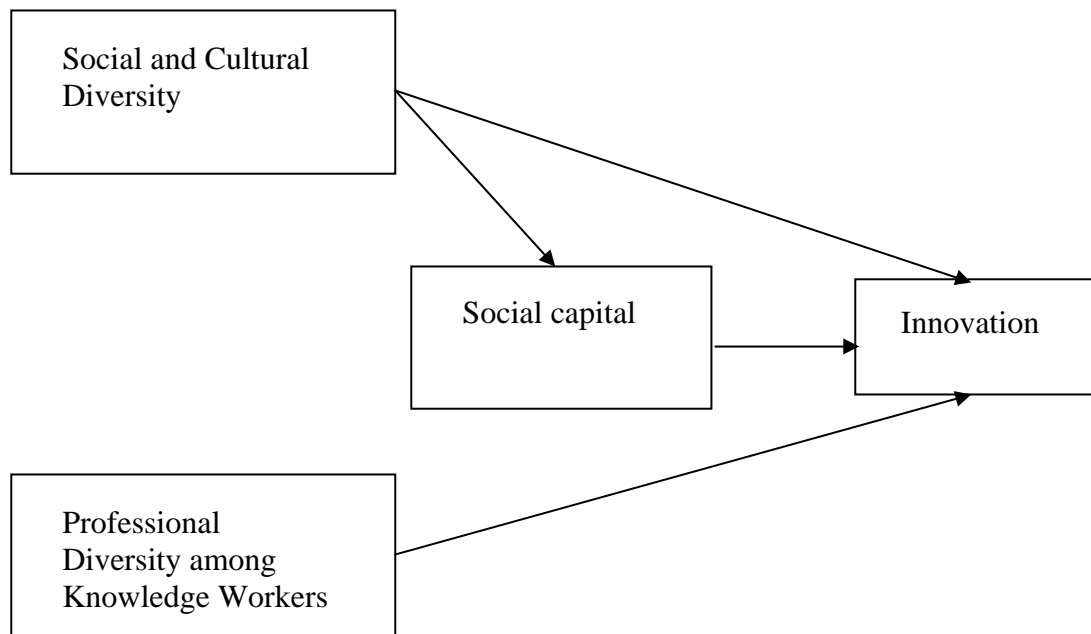 Social and Cultural
Diversity
Social capital
Innovation
Professional
Diversity among
Knowledge Workers